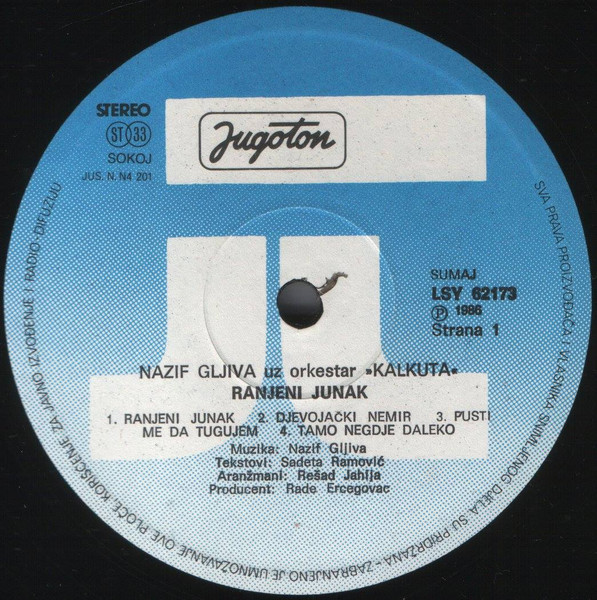 STEREO
ST 33
SOKOJ
JUS. N. N4 201
Jugoton
SUMAJ
LSY 62173
℗ 1986
Strana 1
NAZIF GLJIVA uz orkestar »KALKUTA«
RANJENI JUNAK
1. RANJENI JUNAK 2. DJEVOJAČKI NEMIR 3. PUSTI
ME DA TUGUJEM 4. TAMO NEGDJE DALEKO
Muzika: Nazif Gljiva
Tekstovi: Sadeta Ramović
Aranžmani: Rešad Jahija
Producent: Rade Ercegovac
SVA PRAVA PROIZVOĐAČA I VLASNIKA SNIMLJENOG DJELA SU PRIDRŽANA - ZABRANJENO JE UMNOŽAVANJE OVE PLOČE, KORIŠĆENJE ZA JAVNO IZVOĐENJE I RADIO-DIFUZIJU